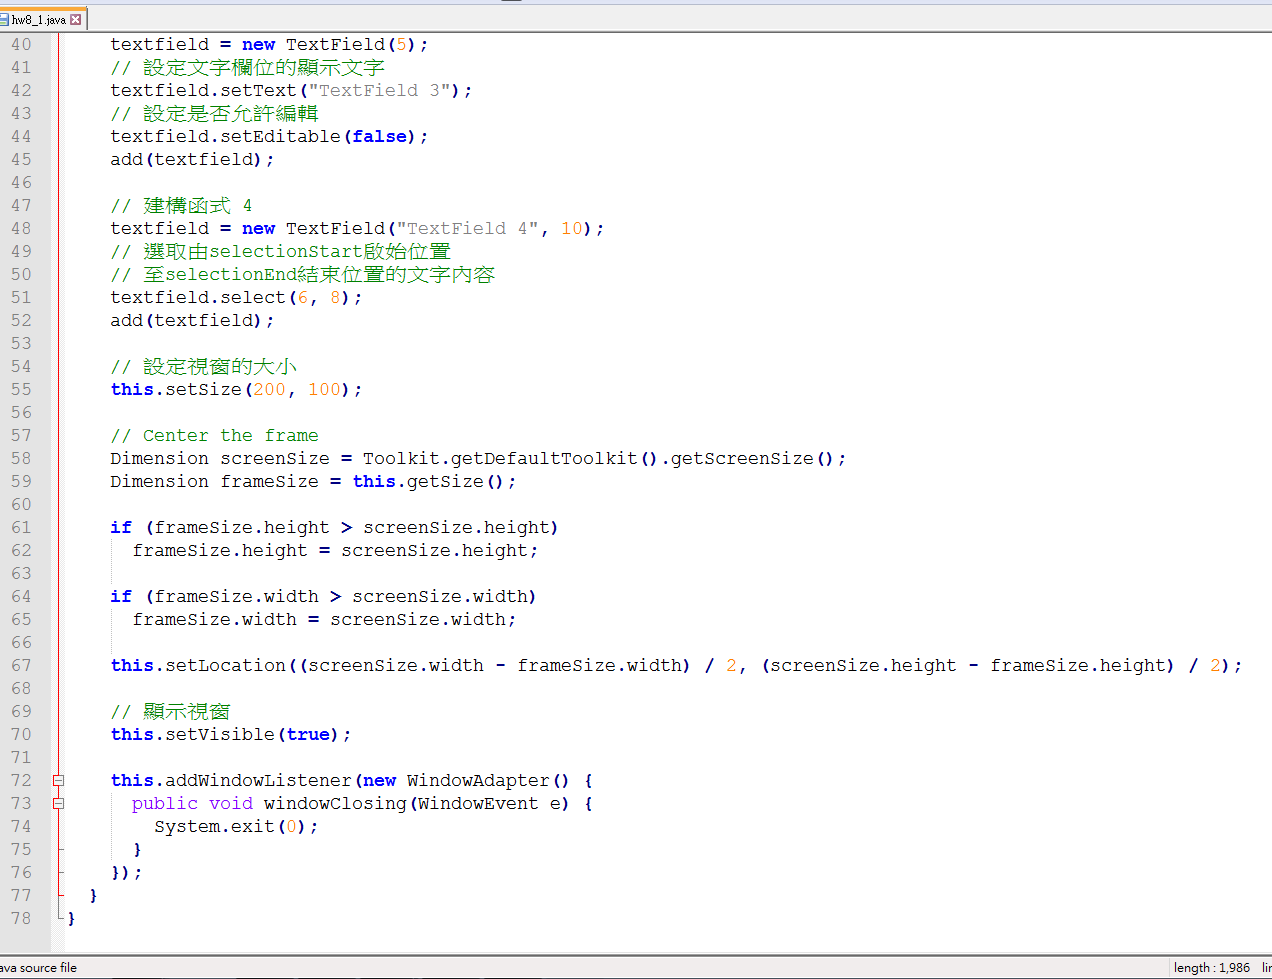 hw8_1.java
40 textfield = new TextField(5);
41 // 設定文字欄位的顯示文字
42 textfield.setText("TextField 3");
43 // 設定是否允許編輯
44 textfield.setEditable(false);
45 add(textfield);
46
47 // 建構函式 4
48 textfield = new TextField("TextField 4", 10);
49 // 選取由selectionStart啟始位置
50 // 至selectionEnd結束位置的文字內容
51 textfield.select(6, 8);
52 add(textfield);
53
54 // 設定視窗的大小
55 this.setSize(200, 100);
56
57 // Center the frame
58 Dimension screenSize = Toolkit.getDefaultToolkit().getScreenSize();
59 Dimension frameSize = this.getSize();
60
61 if (frameSize.height > screenSize.height)
62 frameSize.height = screenSize.height;
63
64 if (frameSize.width > screenSize.width)
65 frameSize.width = screenSize.width;
66
67 this.setLocation((screenSize.width - frameSize.width) / 2, (screenSize.height - frameSize.height) / 2);
68
69 // 顯示視窗
70 this.setVisible(true);
71
72 this.addWindowListener(new WindowAdapter() {
73 public void windowClosing(WindowEvent e) {
74 System.exit(0);
75 }
76 });
77 }
78 }
ava source file
length : 1,986 lin